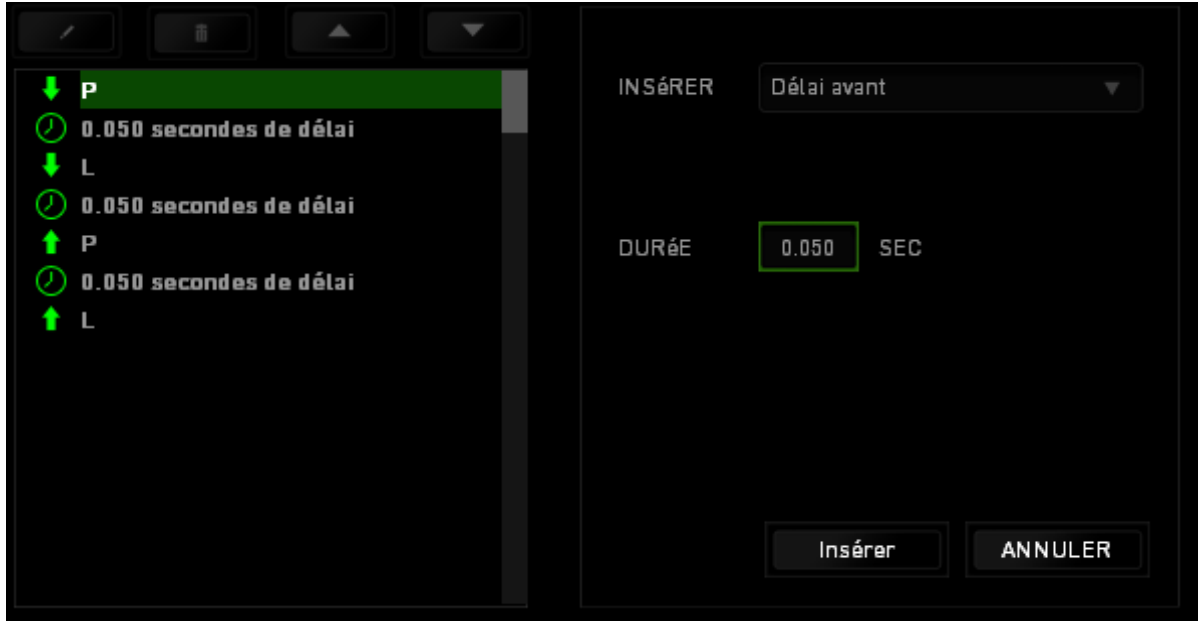 P
0.050 secondes de délai
L
0.050 secondes de délai
P
0.050 secondes de délai
L
INSéRER Délai avant
DURéE 0.050 SEC
Insérer ANNULER